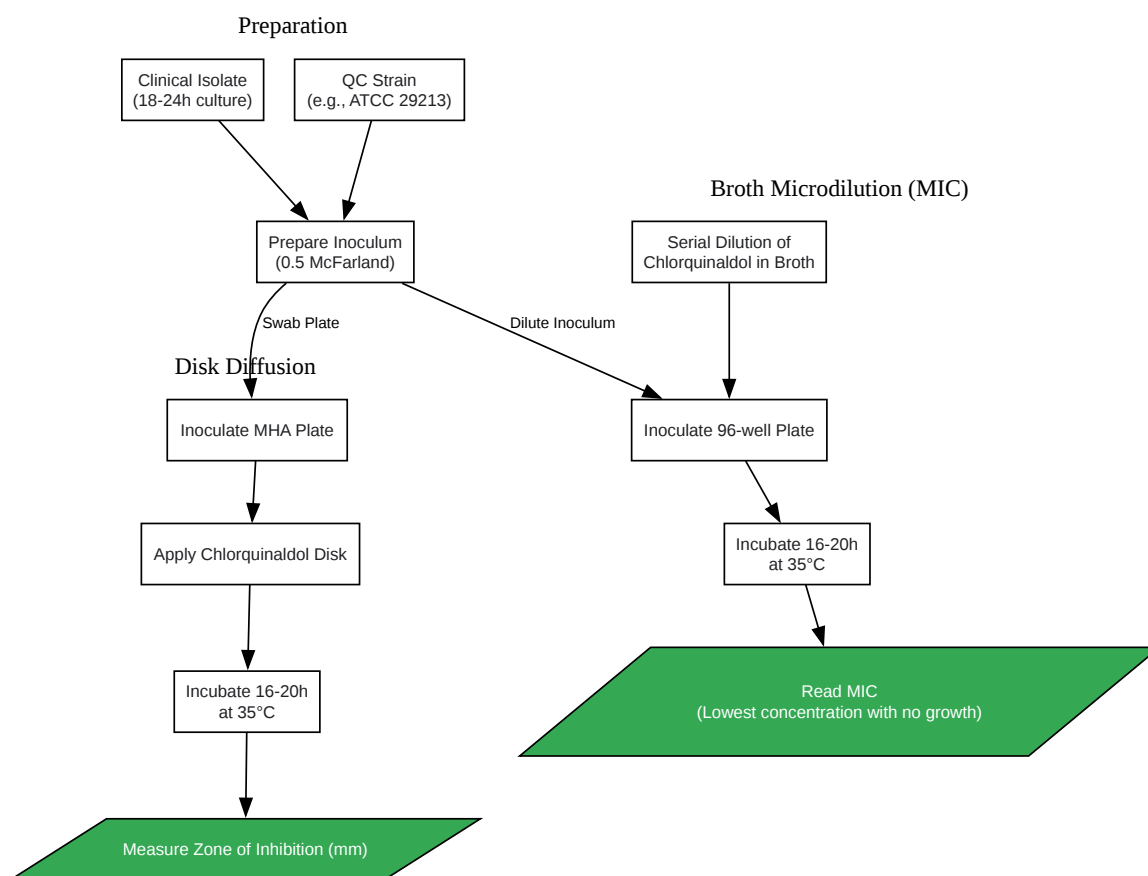 Preparation
Clinical Isolate
(18-24h culture)
QC Strain
(e.g., ATCC 29213)
Broth Microdilution (MIC)
Prepare Inoculum
(0.5 McFarland)
Serial Dilution of
Chlorquinaldol in Broth
Swab Plate
Dilute Inoculum
Disk Diffusion
Inoculate MHA Plate
Inoculate 96-well Plate
Apply Chlorquinaldol Disk
Incubate 16-20h
at 35°C
Incubate 16-20h
at 35°C
Read MIC
(Lowest concentration with no growth)
Measure Zone of Inhibition (mm)